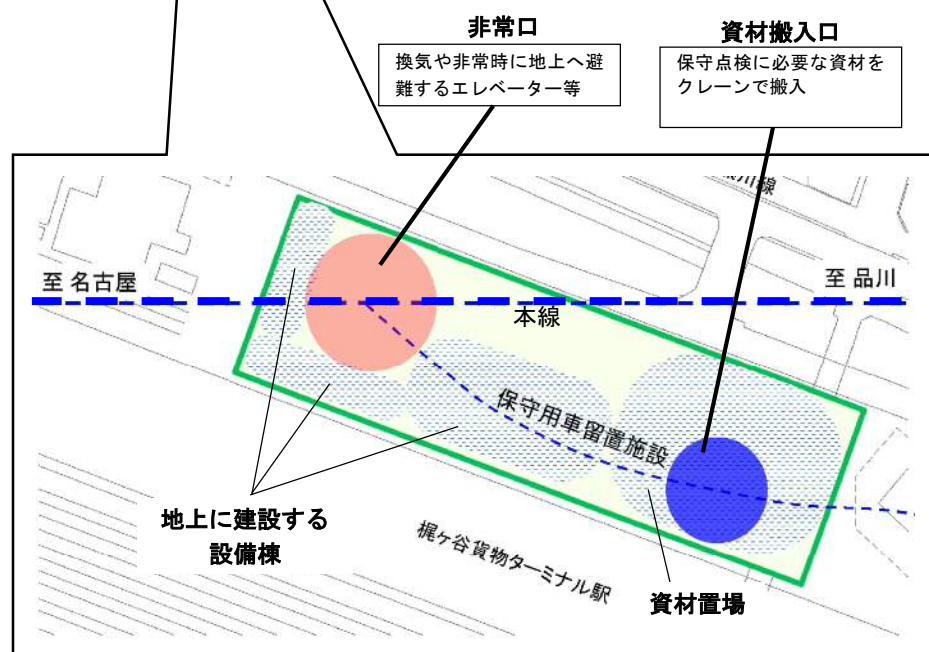 非常口
換気や非常時に地上へ避
難するエレベーター等
資材搬入口
保守点検に必要な資材を
クレーンで搬入
川線
至 名古屋
至 品川
本線
保守用車留置施設
地上に建設する
設備棟
梶ヶ谷貨物ターミナル駅
資材置場